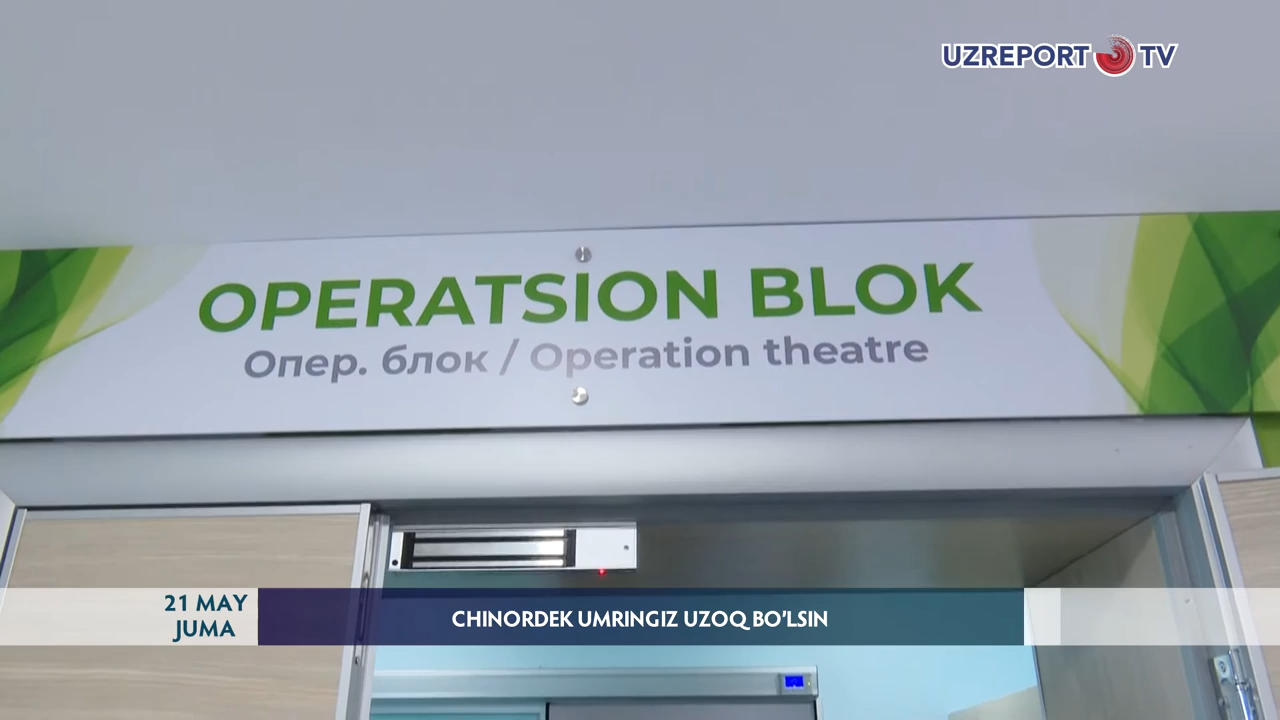 UZREPORT TV
OPERATSION BLOK
Опер. блок / Operation theatre
21 MAY
JUMA
CHINORDEK UMRINGIZ UZOQ BO'LSIN